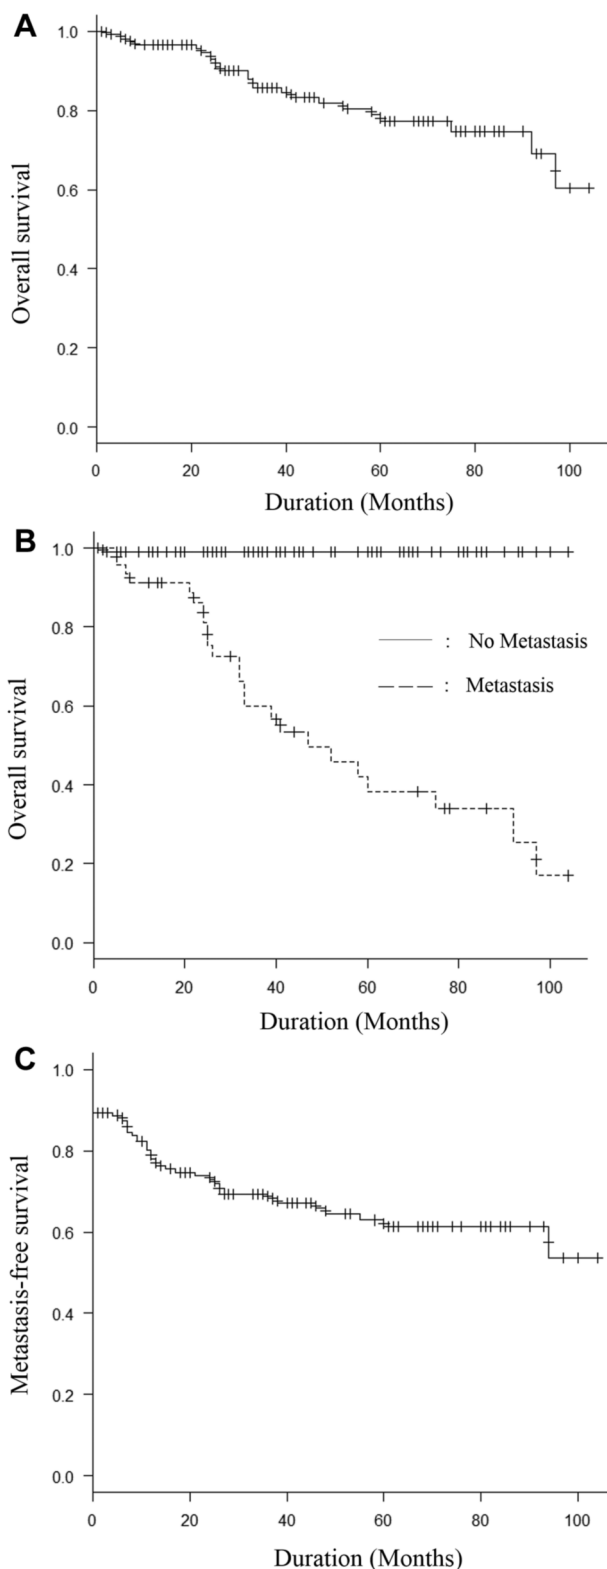 A
1.0
0.8
0.6
0.4
0.2
0.0
Overall survival
0 20 40 60 80 100
Duration (Months)
B
1.0
0.8
0.6
0.4
0.2
0.0
Overall survival
: No Metastasis
: Metastasis
0 20 40 60 80 100
Duration (Months)
C
1.0
0.8
0.6
0.4
0.2
0.0
Metastasis-free survival
0 20 40 60 80 100
Duration (Months)